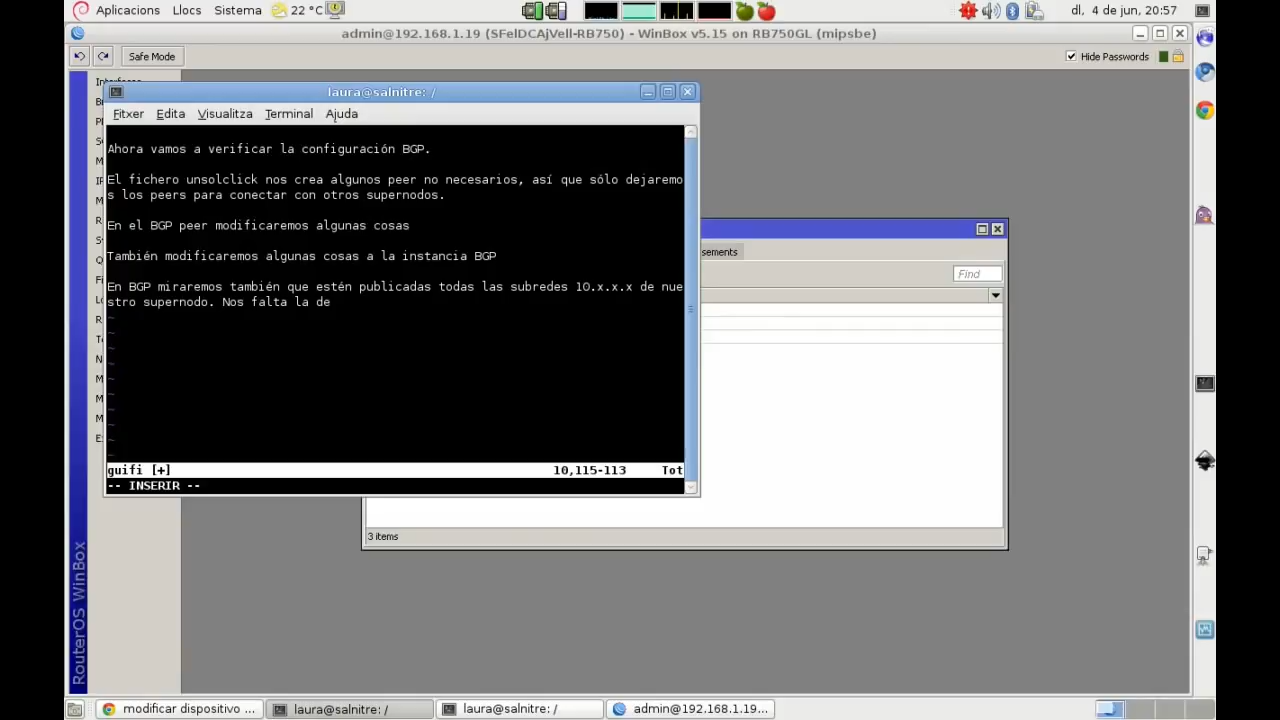 Aplicacions Llocs Sistema 22 °C dl, 4 de jun, 20:57
admin@192.168.1.19 (SFelDCAjVell-RB750) - WinBox v5.15 on RB750GL (mipsbe)
Safe Mode Hide Passwords
laura@salnitre: /
Fitxer Edita Visualitza Terminal Ajuda
Ahora vamos a verificar la configuración BGP.
El fichero unsolclick nos crea algunos peer no necesarios, así que sólo dejaremo
s los peers para conectar con otros supernodos.
En el BGP peer modificaremos algunas cosas
También modificaremos algunas cosas a la instancia BGP
En BGP miraremos también que estén publicadas todas las subredes 10.x.x.x de nue
stro supernodo. Nos falta la de
~
~
~
~
~
~
~
~
~
~
guifi [+] 10,115-113 Tot
-- INSERIR --
sements
Find
3 items
RouterOS WinBox
modificar dispositivo ... laura@salnitre: / laura@salnitre: / admin@192.168.1.19...